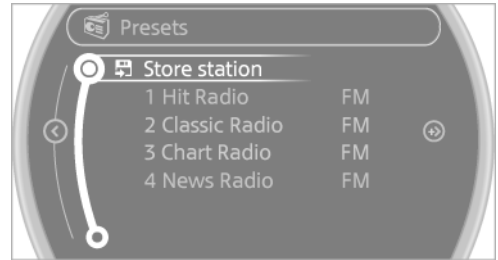 Presets
Store station
1 Hit Radio FM
2 Classic Radio FM
3 Chart Radio FM
4 News Radio FM